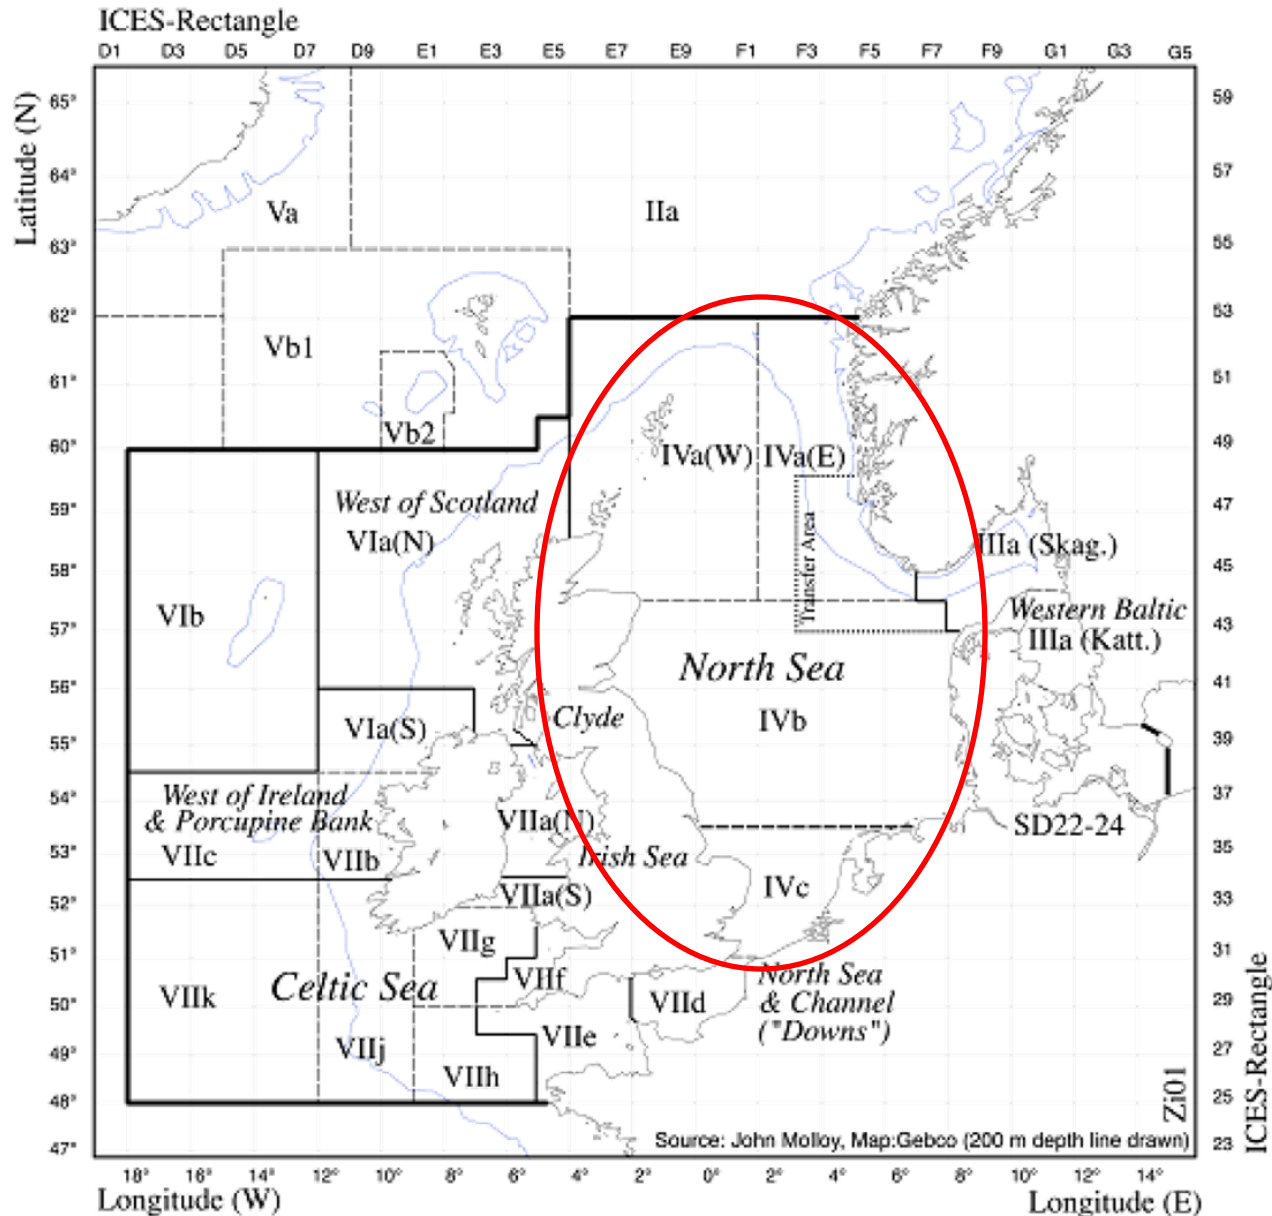 ICES-Rectangle
D1 D3 D5 D7 D9 E1 E3 E5 E7 E9 F1 F3 F5 F7 F9 G1 G3 G5
Latitude (N)
65° 59
64° 57
Va IIa
63° 55
62° 53
Vb1
61° 51
Vb2
60° 49
IVa(W) IVa(E)
West of Scotland
59° 47
VIa(N)
Transfer Area
IIIa (Skag.)
58° 45
VIb
Western Baltic
57° 43
IIIa (Katt.)
North Sea
56° 41
VIa(S) Clyde IVb
55° 39
54° 37
West of Ireland
& Porcupine Bank
VIIa(N)
SD22-24
53° 35
VIIc VIIb Irish Sea
VIIa(S) IVc
52° 33
VIIg
51° 31
VIIf
North Sea
& Channel
("Downs")
Celtic Sea
VIIk VIId
50° 29
VIIe
VIIj
49° 27
VIIh
48° 25
Zi01
ICES-Rectangle
47° 23
Source: John Molloy, Map:Gebco (200 m depth line drawn)
18° 16° 14° 12° 10° 8° 6° 4° 2° 0° 2° 4° 6° 8° 10° 12° 14°
Longitude (W) Longitude (E)